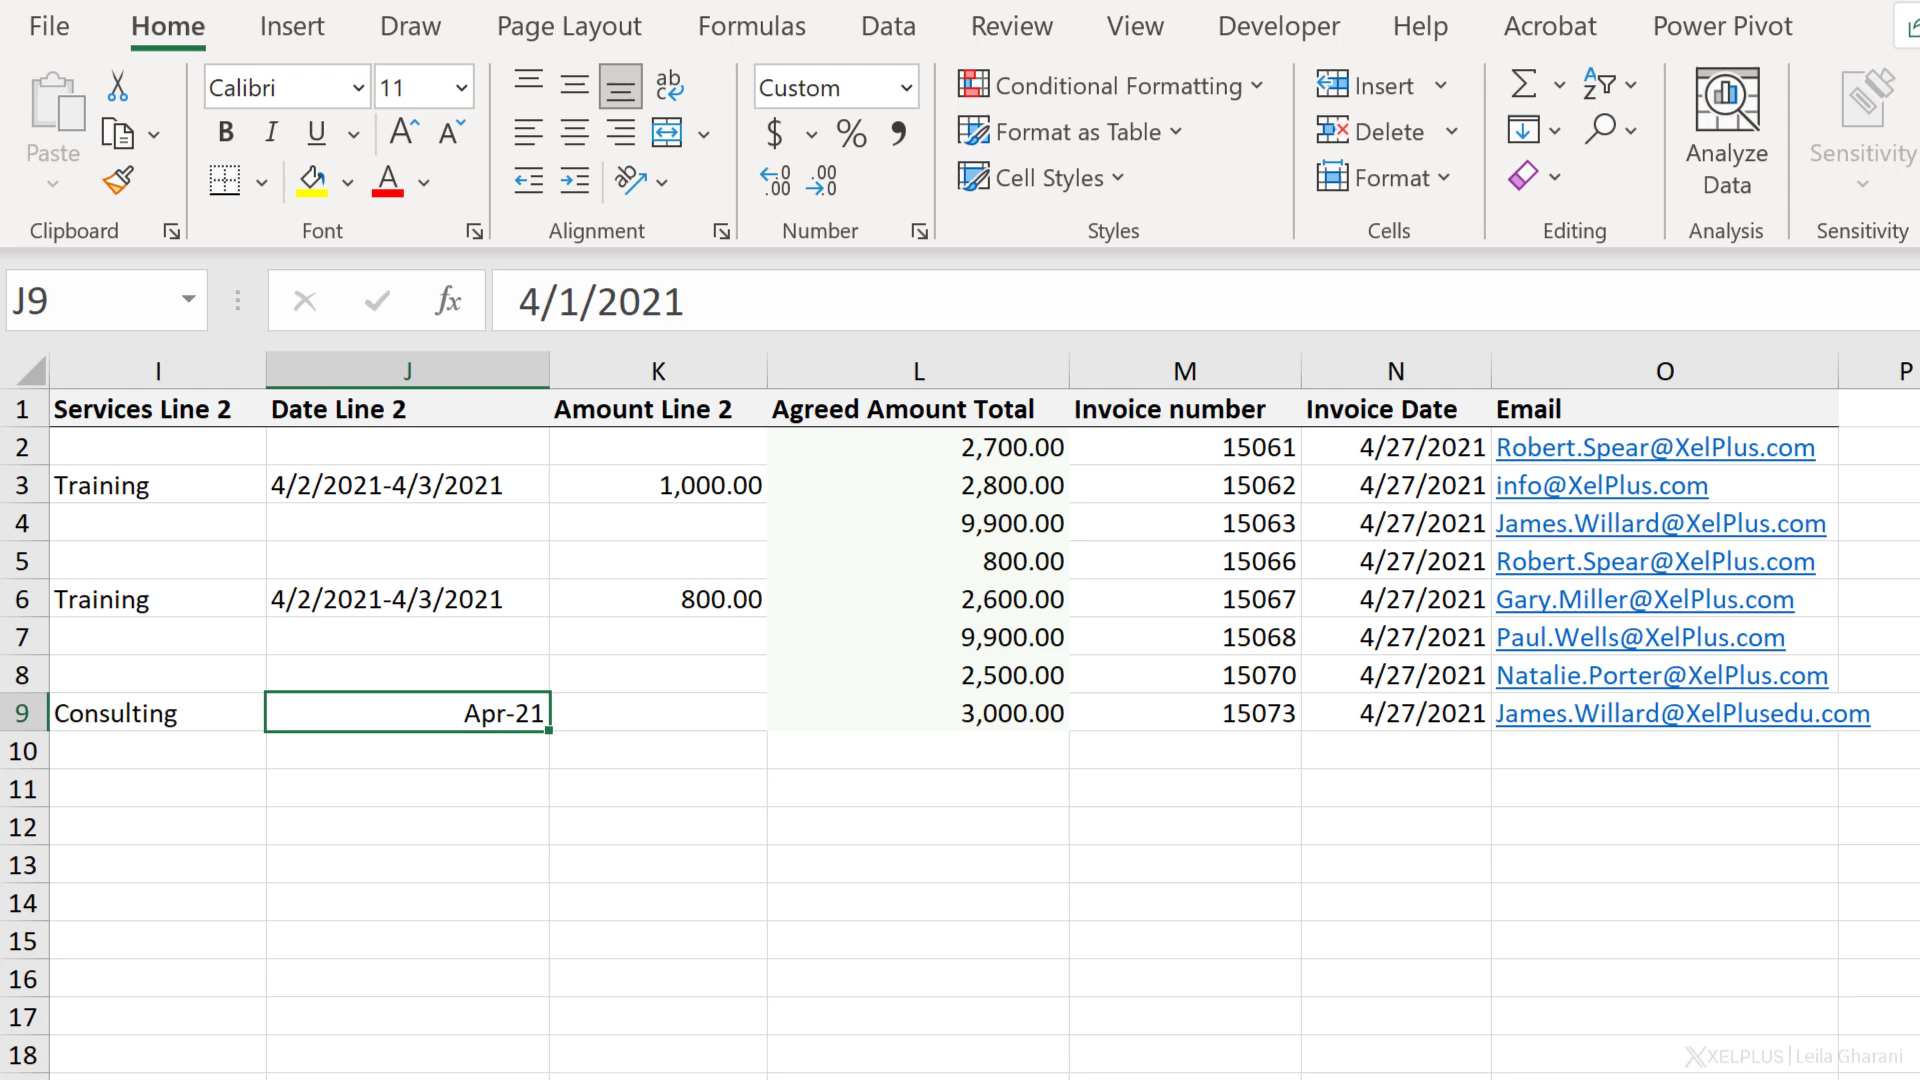 File Home Insert Draw Page Layout Formulas Data Review View Developer Help Acrobat Power Pivot
Paste
Calibri 11
B I U A A
ab
Custom
$ % 9
Conditional Formatting
Format as Table
Cell Styles
Insert
Delete
Format
Analyze Data
Sensitivity
Clipboard Font Alignment Number Styles Cells Editing Analysis Sensitivity
J9 fx 4/1/2021
I J K L M N O P
1 Services Line 2 Date Line 2 Amount Line 2 Agreed Amount Total Invoice number Invoice Date Email
2 2,700.00 15061 4/27/2021 Robert.Spear@XelPlus.com
3 Training 4/2/2021-4/3/2021 1,000.00 2,800.00 15062 4/27/2021 info@XelPlus.com
4 9,900.00 15063 4/27/2021 James.Willard@XelPlus.com
5 800.00 15066 4/27/2021 Robert.Spear@XelPlus.com
6 Training 4/2/2021-4/3/2021 800.00 2,600.00 15067 4/27/2021 Gary.Miller@XelPlus.com
7 9,900.00 15068 4/27/2021 Paul.Wells@XelPlus.com
8 2,500.00 15070 4/27/2021 Natalie.Porter@XelPlus.com
9 Consulting Apr-21 3,000.00 15073 4/27/2021 James.Willard@XelPlusedu.com
10
11
12
13
14
15
16
17
18
XELPLUS | Leila Gharani